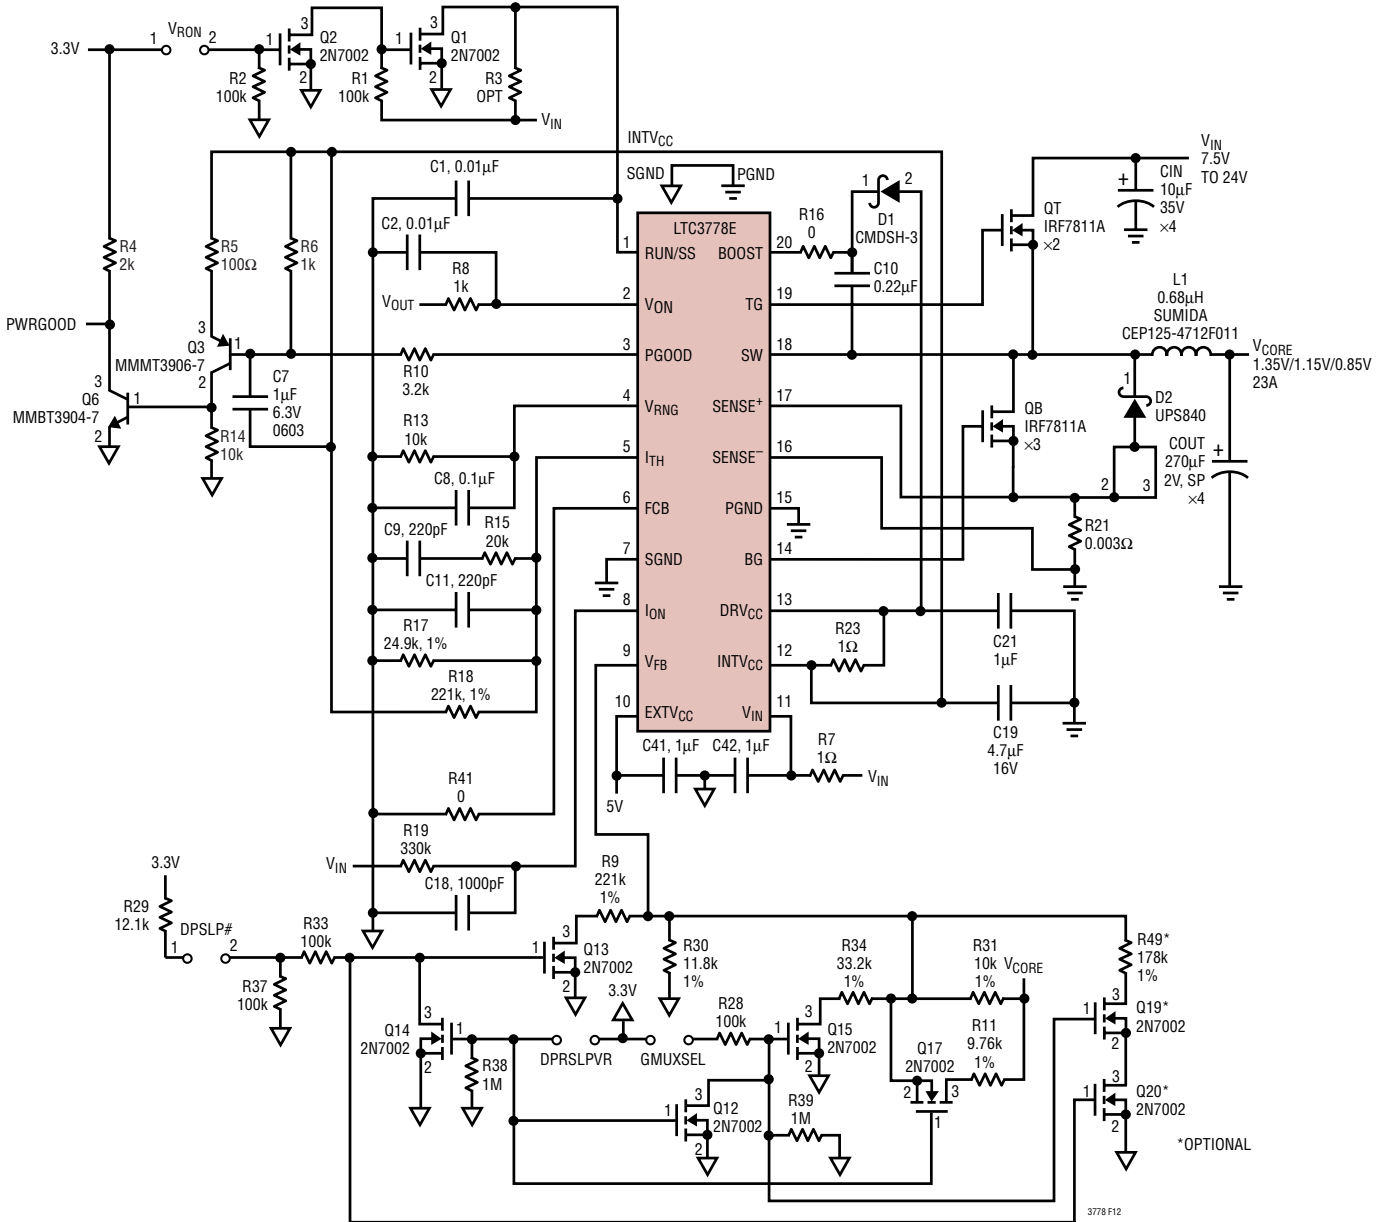 3.3V
1
VRON
2
1
3
Q2
2N7002
2
R2
100k
R1
100k
1
3
Q1
2N7002
2
R3
OPT
VIN
INTVCC
C1, 0.01µF
C2, 0.01µF
R8
1k
VOUT
SGND
PGND
R4
2k
R5
100Ω
R6
1k
PWRGOOD
3
Q3
MMMT3906-7
1
2
3
Q6
MMBT3904-7
1
2
R14
10k
C7
1µF
6.3V
0603
R10
3.2k
R13
10k
C8, 0.1µF
C9, 220pF
R15
20k
C11, 220pF
R17
24.9k, 1%
R18
221k, 1%
R41
0
VIN
R19
330k
C18, 1000pF
LTC3778E
1
RUN/SS
2
VON
3
PGOOD
4
VRNG
5
ITH
6
FCB
7
SGND
8
ION
9
VFB
10
EXTVCC
BOOST
20
TG
19
SW
18
SENSE+
17
SENSE–
16
PGND
15
BG
14
DRVCC
13
INTVCC
12
VIN
11
R16
0
1
2
D1
CMDSH-3
C10
0.22µF
QT
IRF7811A
×2
VIN
7.5V
TO 24V
+
CIN
10µF
35V
×4
L1
0.68µH
SUMIDA
CEP125-4712F011
VCORE
1.35V/1.15V/0.85V
23A
QB
IRF7811A
×3
1
D2
UPS840
2
3
COUT
270µF
2V, SP
×4
+
R21
0.003Ω
R23
1Ω
C21
1µF
C19
4.7µF
16V
C41, 1µF
C42, 1µF
5V
R7
1Ω
VIN
3.3V
R29
12.1k
DPSLP#
1
2
R33
100k
R37
100k
R9
221k
1%
1
3
Q13
2N7002
2
R30
11.8k
1%
R34
33.2k
1%
R31
10k
1%
VCORE
R11
9.76k
1%
R49*
178k
1%
3
Q14
2N7002
1
2
R38
1M
DPRSLPVR
3.3V
GMUXSEL
R28
100k
1
3
Q15
2N7002
2
Q17
2N7002
2
3
1
1
3
Q12
2N7002
2
R39
1M
3
Q19*
2N7002
1
2
3
Q20*
2N7002
1
2
*OPTIONAL
3778 F12